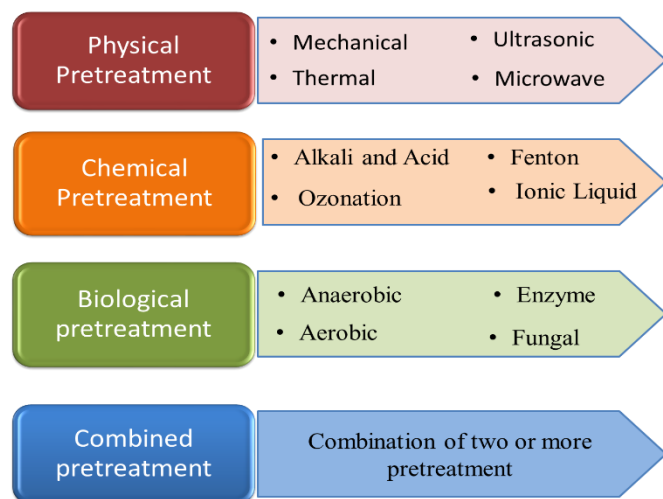 Physical
Pretreatment
• Mechanical
• Thermal
• Ultrasonic
• Microwave
Chemical
Pretreatment
• Alkali and Acid
• Ozonation
• Fenton
• Ionic Liquid
Biological
pretreatment
• Anaerobic
• Aerobic
• Enzyme
• Fungal
Combined
pretreatment
Combination of two or more
pretreatment